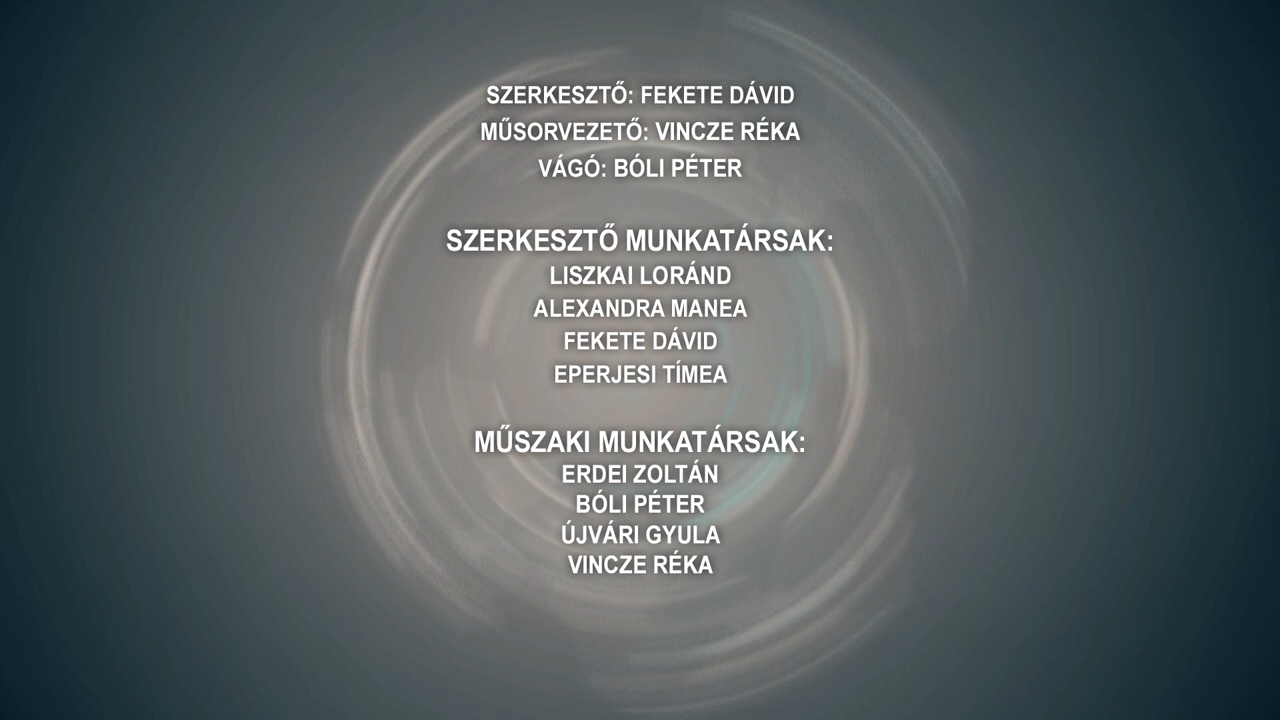 SZERKESZTŐ: FEKETE DÁVID
MŰSORVEZETŐ: VINCZE RÉKA
VÁGÓ: BÓLI PÉTER
SZERKESZTŐ MUNKATÁRSAK:
LISZKAI LORÁND
ALEXANDRA MANEA
FEKETE DÁVID
EPERJESI TÍMEA
MŰSZAKI MUNKATÁRSAK:
ERDEI ZOLTÁN
BÓLI PÉTER
ÚJVÁRI GYULA
VINCZE RÉKA